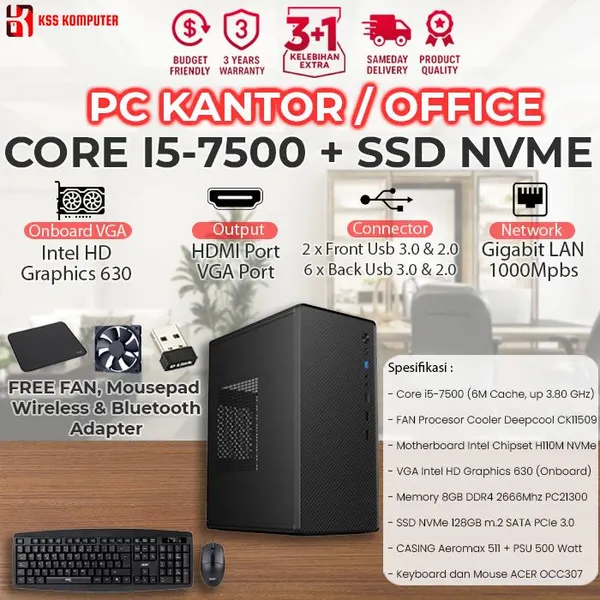 KSS KOMPUTER
BUDGET
FRIENDLY
3
3 YEARS
WARRANTY
3+1
KELEBIHAN
EXTRA
SAMEDAY
DELIVERY
PRODUCT
QUALITY
PC KANTOR / OFFICE
CORE I5-7500 + SSD NVME
Onboard VGA
Intel HD
Graphics 630
Output
HDMI Port
VGA Port
Connector
2 x Front Usb 3.0 & 2.0
6 x Back Usb 3.0 & 2.0
Network
Gigabit LAN
1000Mpbs
FREE FAN, Mousepad
Wireless & Bluetooth
Adapter
Spesifikasi :
- Core i5-7500 (6M Cache, up 3.80 GHz)
- FAN Procesor Cooler Deepcool CK11509
- Motherboard Intel Chipset H110M NVMe
- VGA Intel HD Graphics 630 (Onboard)
- Memory 8GB DDR4 2666Mhz PC21300
- SSD NVMe 128GB m.2 SATA PCIe 3.0
- CASING Aeromax 511 + PSU 500 Watt
- Keyboard dan Mouse ACER OCC307